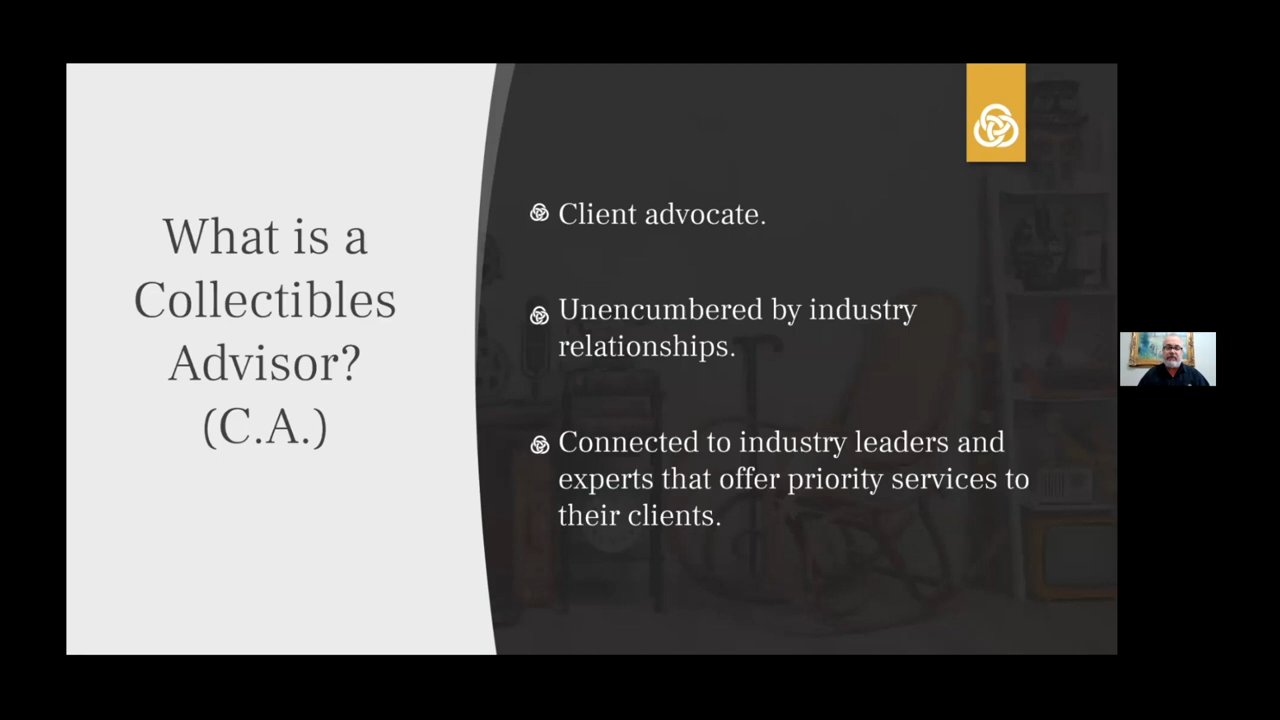 What is a
Collectibles
Advisor?
(C.A.)
Client advocate.
Unencumbered by industry
relationships.
Connected to industry leaders and
experts that offer priority services to
their clients.